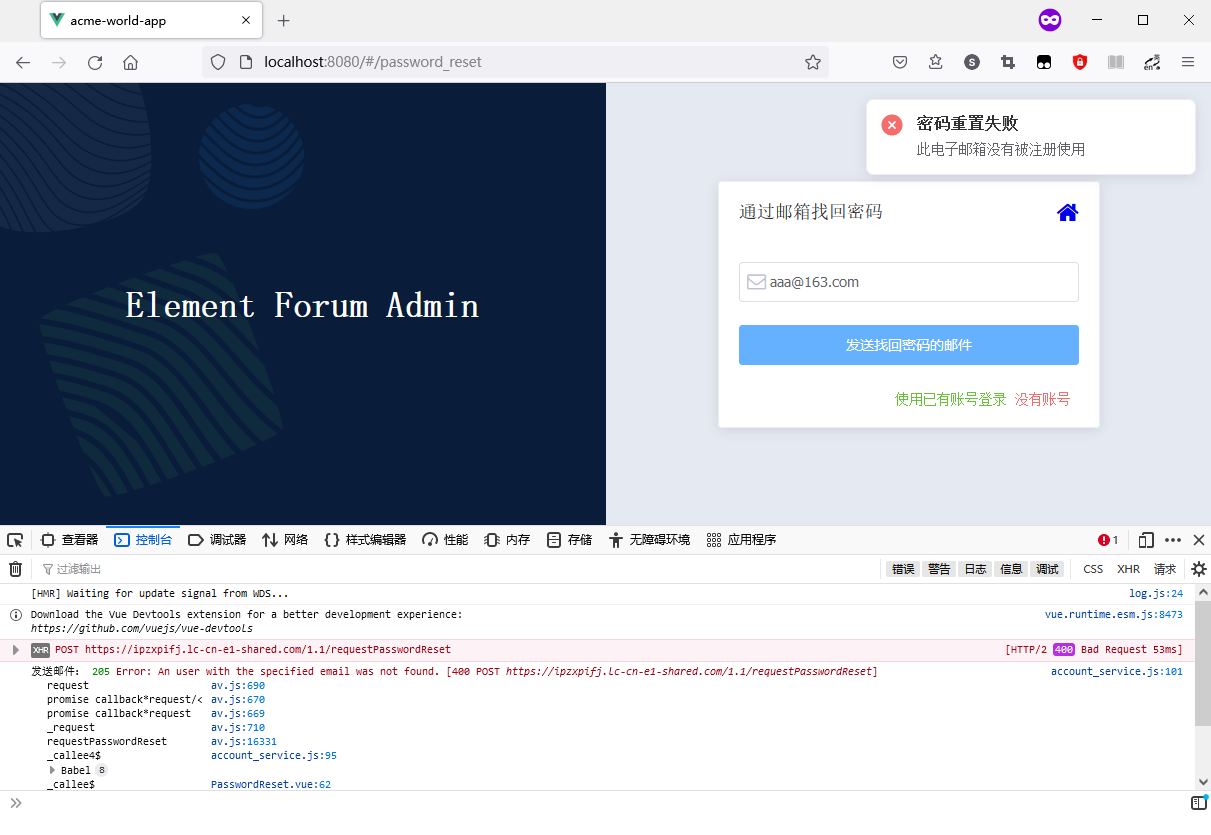 acme-world-app
localhost:8080/#/password_reset
密码重置失败
此电子邮箱没有被注册使用
通过邮箱找回密码
aaa@163.com
发送找回密码的邮件
使用已有账号登录 没有账号
Element Forum Admin
查看器 控制台 调试器 网络 样式编辑器 性能 内存 存储 无障碍环境 应用程序 1
过滤输出 错误 警告 日志 信息 调试 CSS XHR 请求
[HMR] Waiting for update signal from WDS... log.js:24
Download the Vue Devtools extension for a better development experience: vue.runtime.esm.js:8473
https://github.com/vuejs/vue-devtools
XHR POST https://ipzxpifj.lc-cn-e1-shared.com/1.1/requestPasswordReset [HTTP/2 400 Bad Request 53ms]
发送邮件： 205 Error: An user with the specified email was not found. [400 POST https://ipzxpifj.lc-cn-e1-shared.com/1.1/requestPasswordReset] account_service.js:101
request av.js:690
promise callback*request/< av.js:670
promise callback*request av.js:669
_request av.js:710
requestPasswordReset av.js:16331
_callee4$ account_service.js:95
Babel 8
_callee$ PasswordReset.vue:62